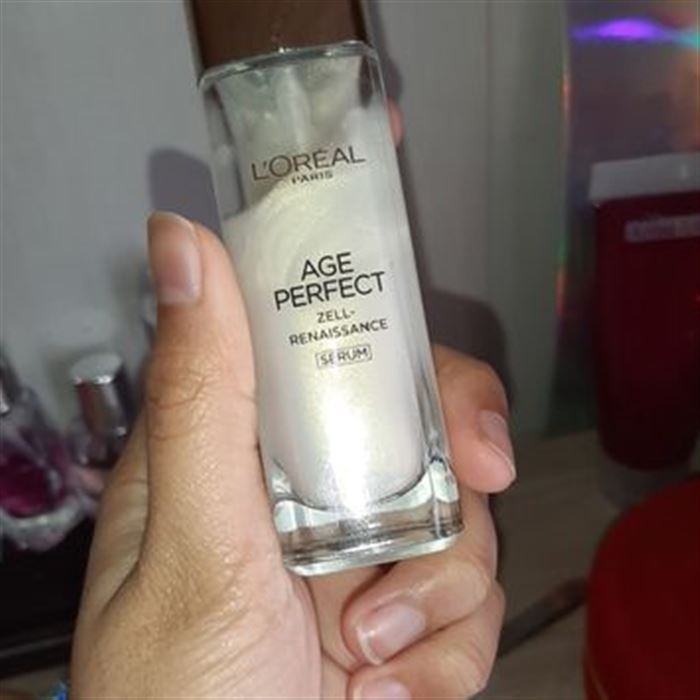 L'ORÉAL
PARIS
AGE
PERFECT
ZELL-
RENAISSANCE
SERUM